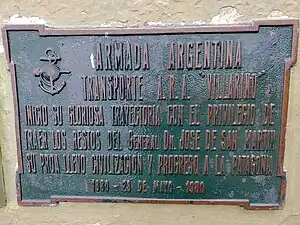 ARMADA ARGENTINA
TRANSPORTE A.R.A. "VILLARINO"
INICIO SU GLORIOSA TRAYECTORIA CON EL PRIVILEGIO DE
TRAER LOS RESTOS DEL General Dn. JOSE DE SAN MARTIN
SU PROA LLEVO CIVILIZACION Y PROGRESO A LA PATAGONIA
1880 - 28 DE MAYO - 1980